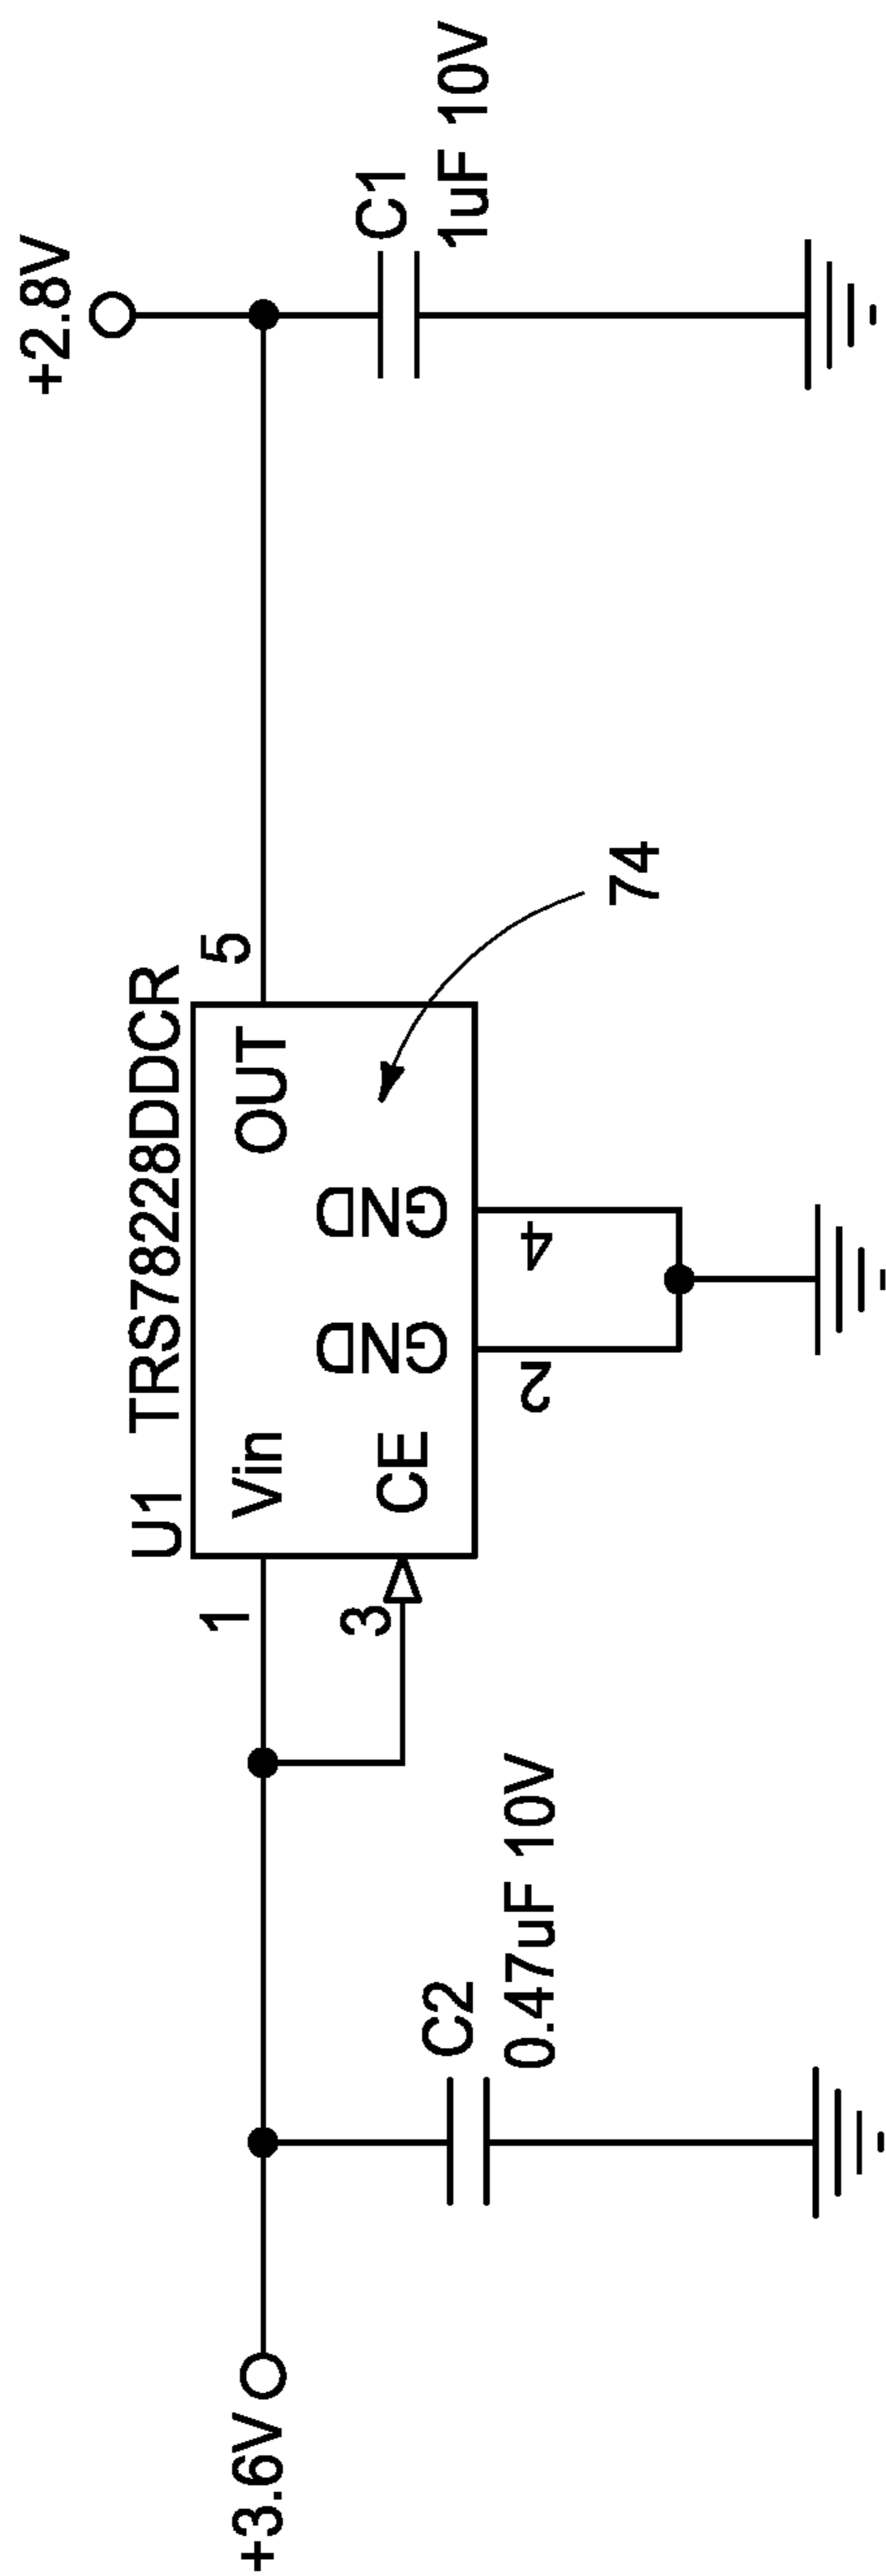 +3.6V
C2
0.47uF 10V
1
3
U1 TRS78228DDCR
Vin
OUT
CE
GND
GND
2
4
5
74
+2.8V
C1
1uF 10V